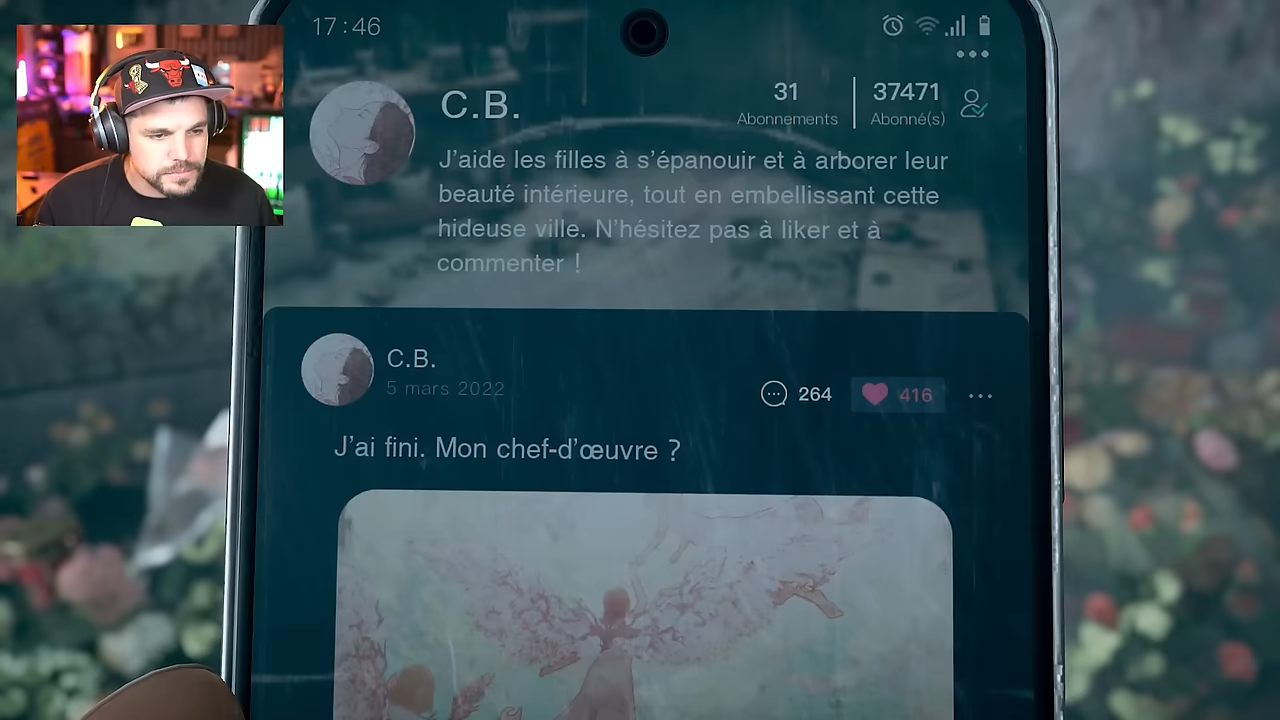 17:46
C.B.
31
Abonnements
37471
Abonné(s)
J'aide les filles à s'épanouir et à arborer leur
beauté intérieure, tout en embellissant cette
hideuse ville. N'hésitez pas à liker et à
commenter !
C.B.
5 mars 2022
264
416
J'ai fini. Mon chef-d'œuvre ?